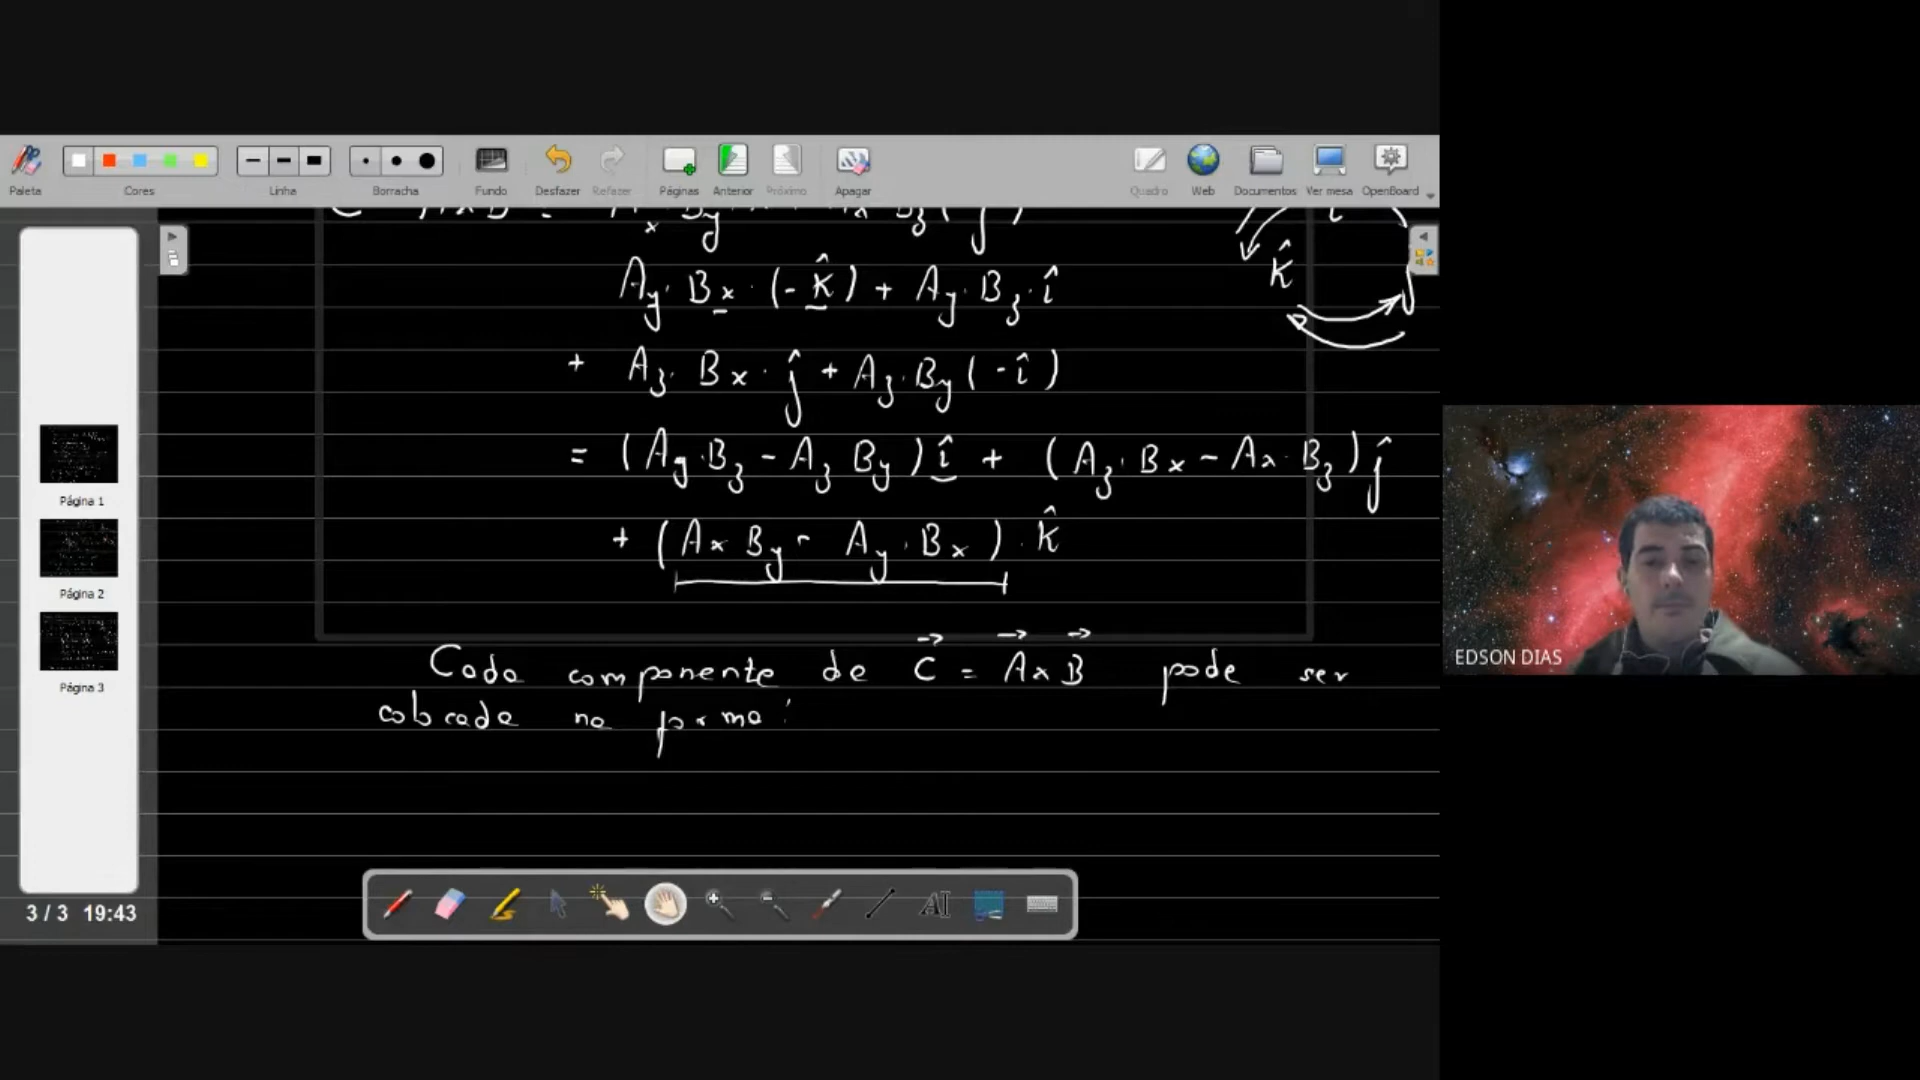 Paleta Cores Linha Borracha Fundo Desfazer Refazer Páginas Anterior Próximo Apagar Quadro Web Documentos Ver mesa OpenBoard
K̂
Ay · Bx · (- K̂) + Ay · Bz · î
+ Az · Bx · ĵ + Az · By (- î)
= (Ay · Bz - Az By) î + (Az · Bx - Ax · Bz) ĵ
+ (Ax By - Ay · Bx) · K̂
Cada componente de C⃗ = A⃗ x B⃗ pode ser
colocada na forma:
Página 1
Página 2
Página 3
3 / 3 19:43
AI
EDSON DIAS